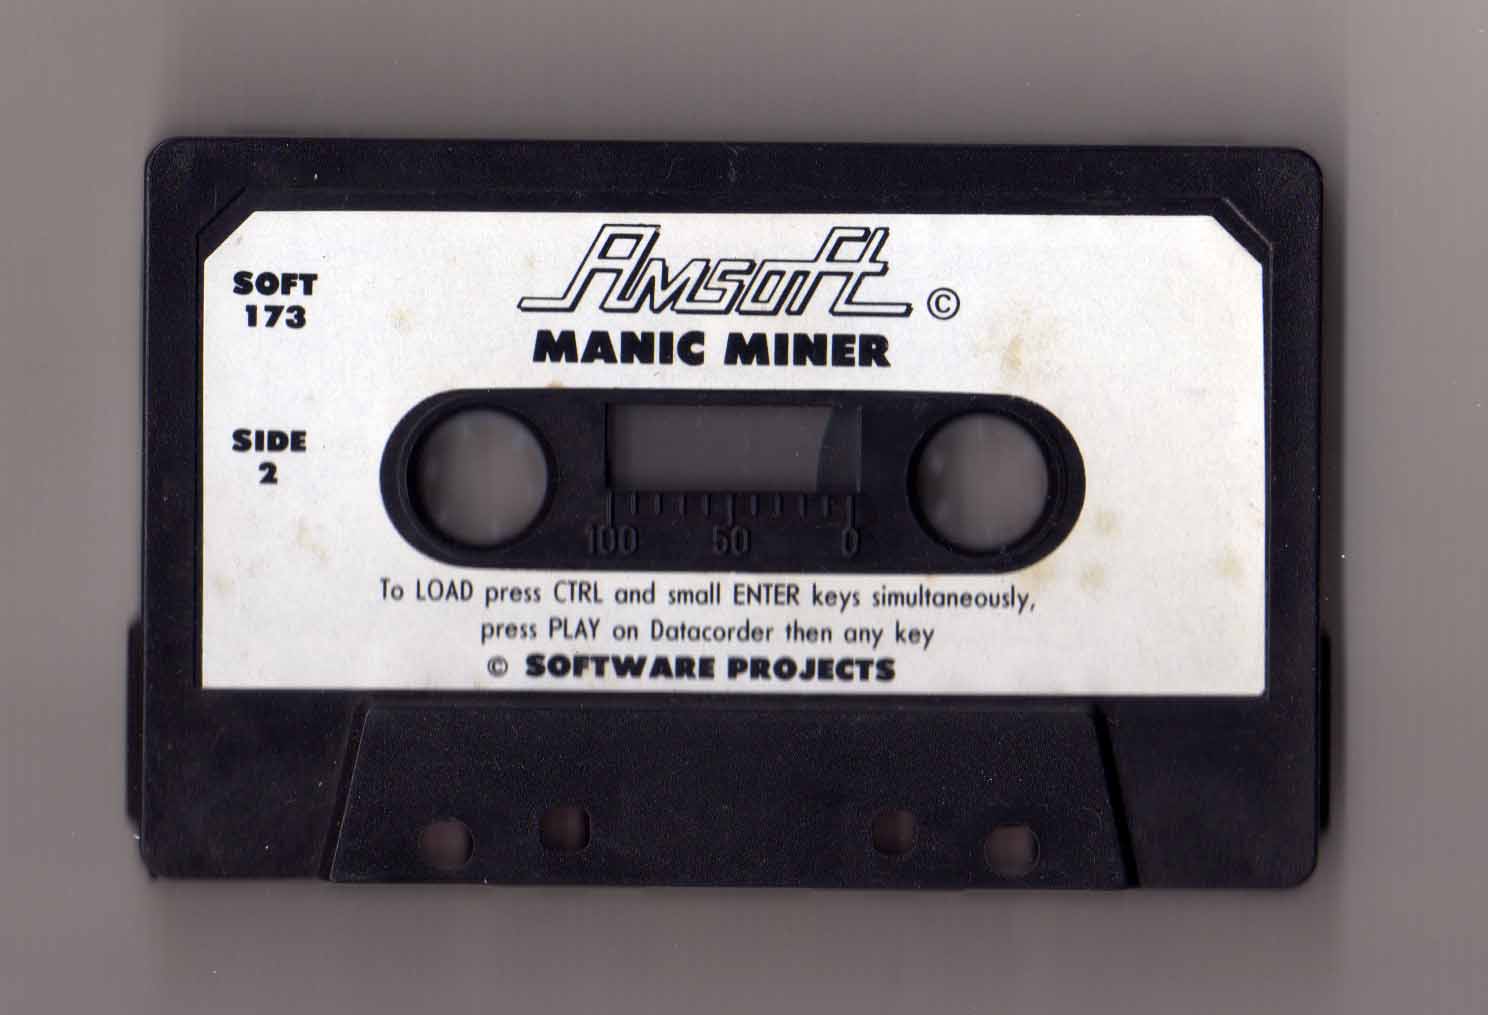 Amsoft ©
SOFT
173
MANIC MINER
SIDE
2
100 50 0
To LOAD press CTRL and small ENTER keys simultaneously,
press PLAY on Datacorder then any key
© SOFTWARE PROJECTS